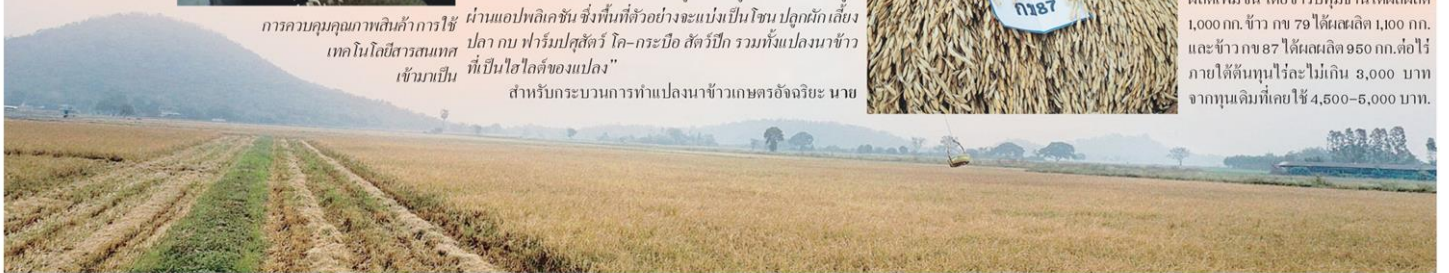 การควบคุมคุณภาพสินค้า การใช้
เทคโนโลยีสารสนเทศ
เข้ามาเป็น
ผ่านแอปพลิเคชัน ซึ่งพื้นที่ตัวอย่างจะแบ่งเป็นโซน ปลูกผัก เลี้ยง
ปลา กบ ฟาร์มปศุสัตว์ โค-กระบือ สัตว์ปีก รวมทั้งแปลงนาข้าว
ที่เป็นไฮไลต์ของแปลง”
สำหรับกระบวนการทำแปลงนาข้าวเกษตรอัจฉริยะ นาย
กข87
1,000 กก. ข้าว กข 79 ได้ผลผลิต 1,100 กก.
และข้าว กข 87 ได้ผลผลิต 950 กก.ต่อไร่
ภายใต้ต้นทุนไร่ละไม่เกิน 3,000 บาท
จากทุนเดิมที่เคยใช้ 4,500-5,000 บาท.